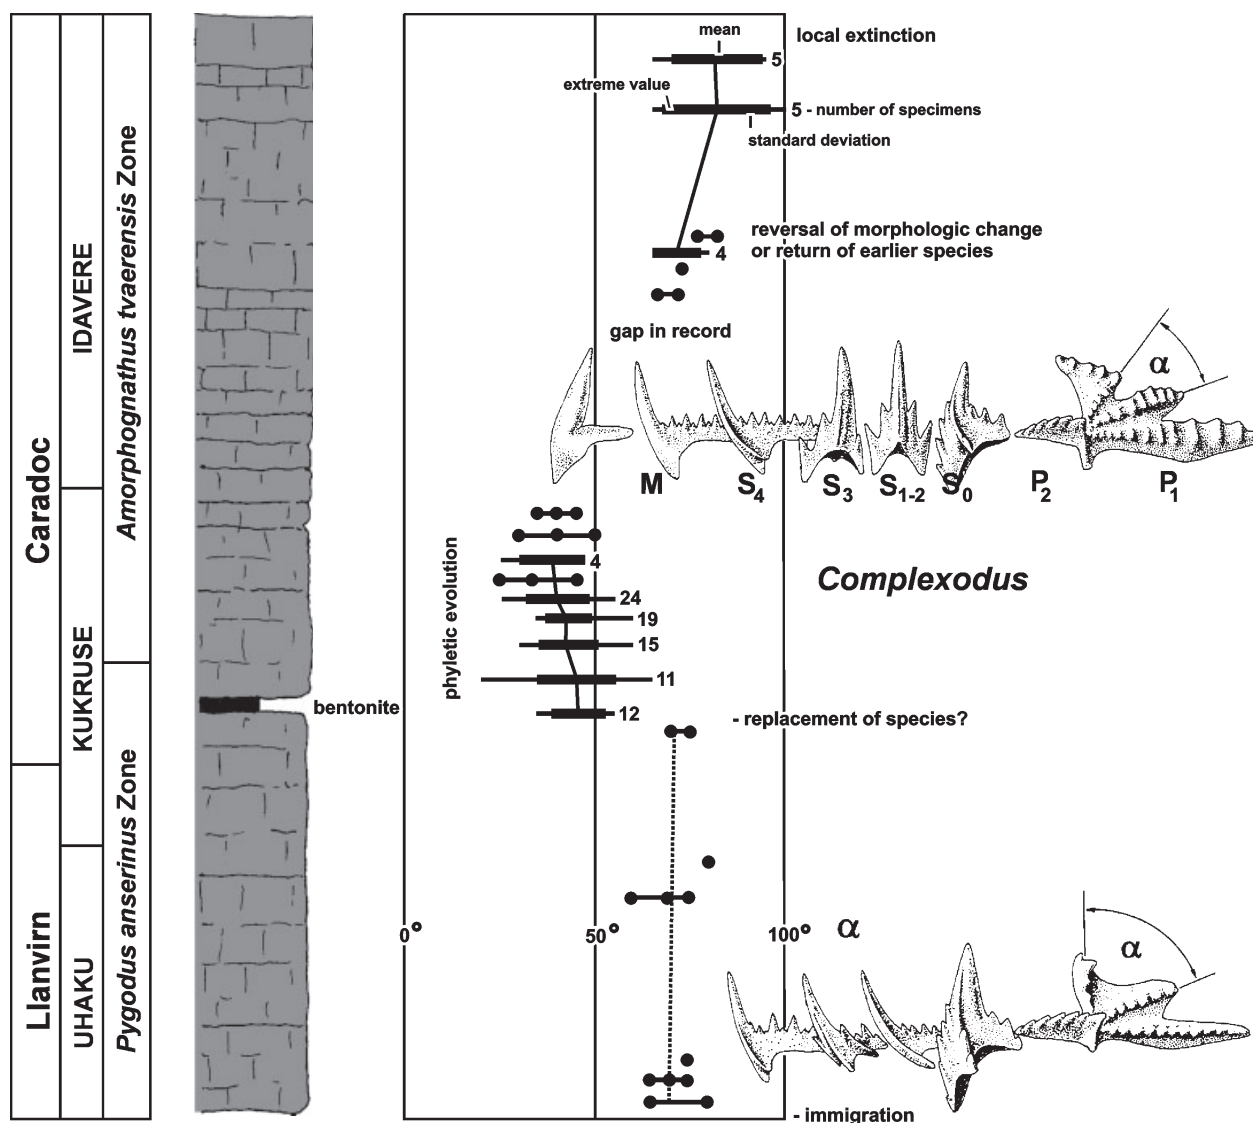 Caradoc
Llanvirn
IDAVERE
KUKRUSE
UHAKU
Amorphognathus tvaerensis Zone
Pygodus anserinus Zone
bentonite
mean
local extinction
5
extreme value
5 - number of specimens
standard deviation
reversal of morphologic change
4 or return of earlier species
gap in record
α
M S4 S3 S1-2 S0 P2 P1
phyletic evolution
4
24
19
15
11
12
Complexodus
- replacement of species?
0° 50° 100° α
α
- immigration